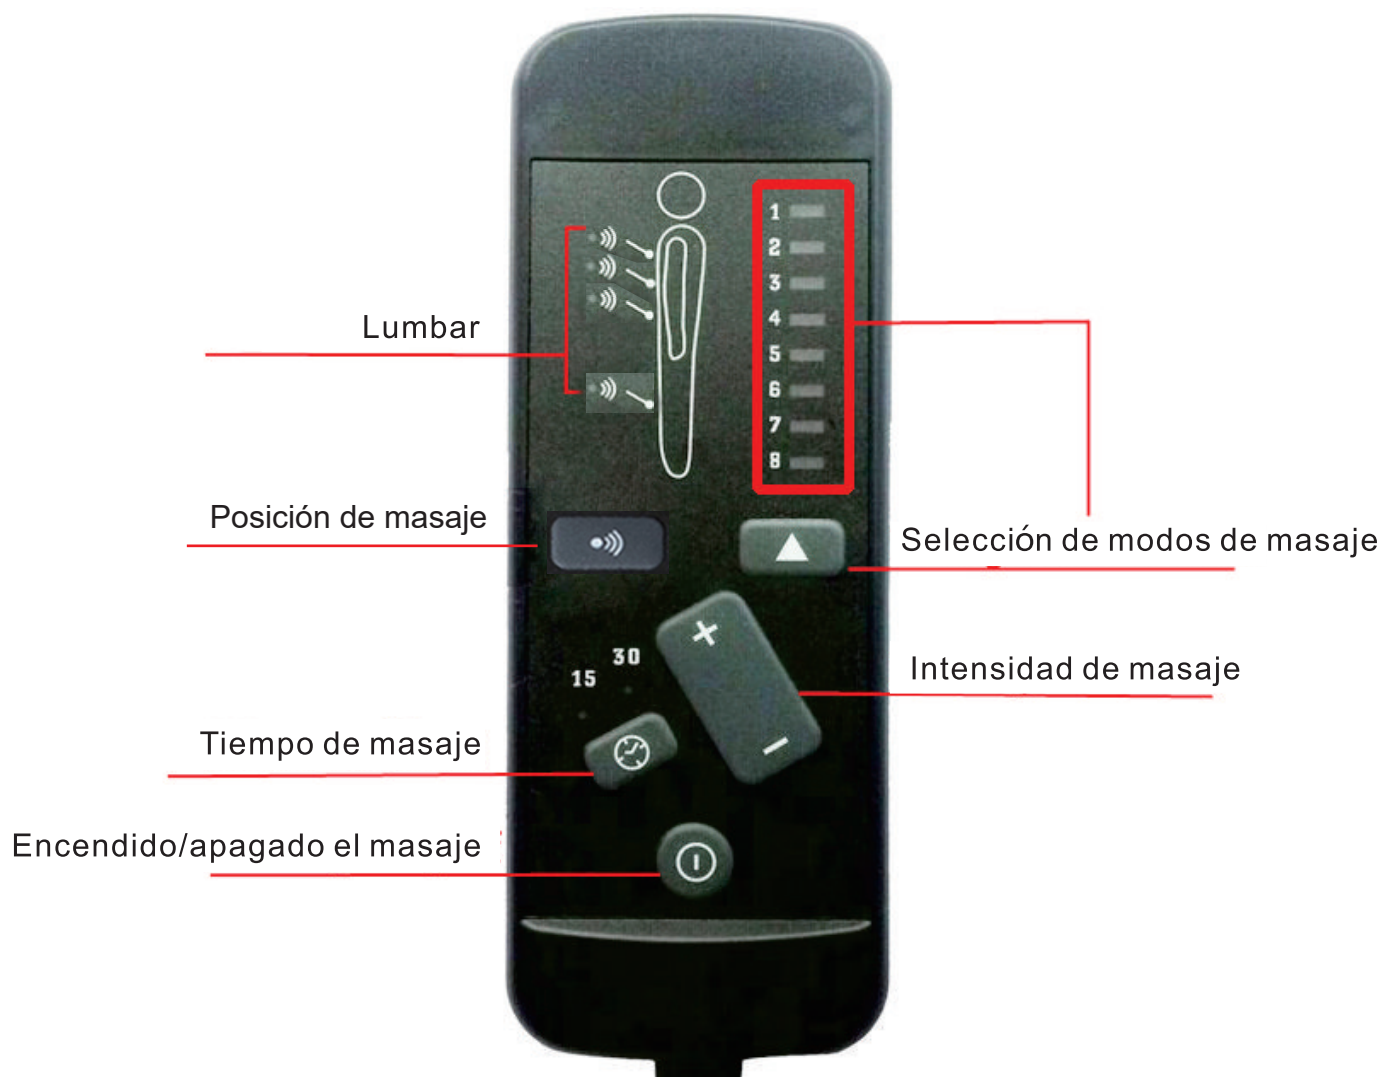 1
2
3
4
5
6
7
8
Lumbar
Posición de masaje
Selección de modos de masaje
30
15
Intensidad de masaje
Tiempo de masaje
Encendido/apagado el masaje